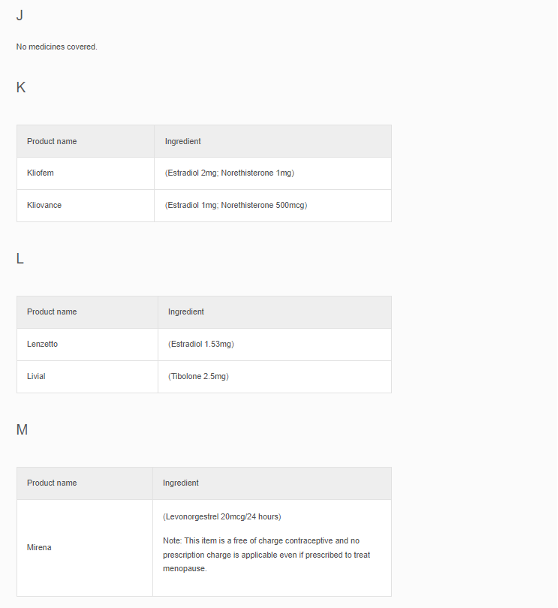 J
No medicines covered.
K
Product name Ingredient
Kliofem (Estradiol 2mg; Norethisterone 1mg)
Kliovance (Estradiol 1mg; Norethisterone 500mcg)
L
Product name Ingredient
Lenzetto (Estradiol 1.53mg)
Livial (Tibolone 2.5mg)
M
Product name Ingredient
Mirena (Levonorgestrel 20mcg/24 hours)
Note: This item is a free of charge contraceptive and no
prescription charge is applicable even if prescribed to treat
menopause.